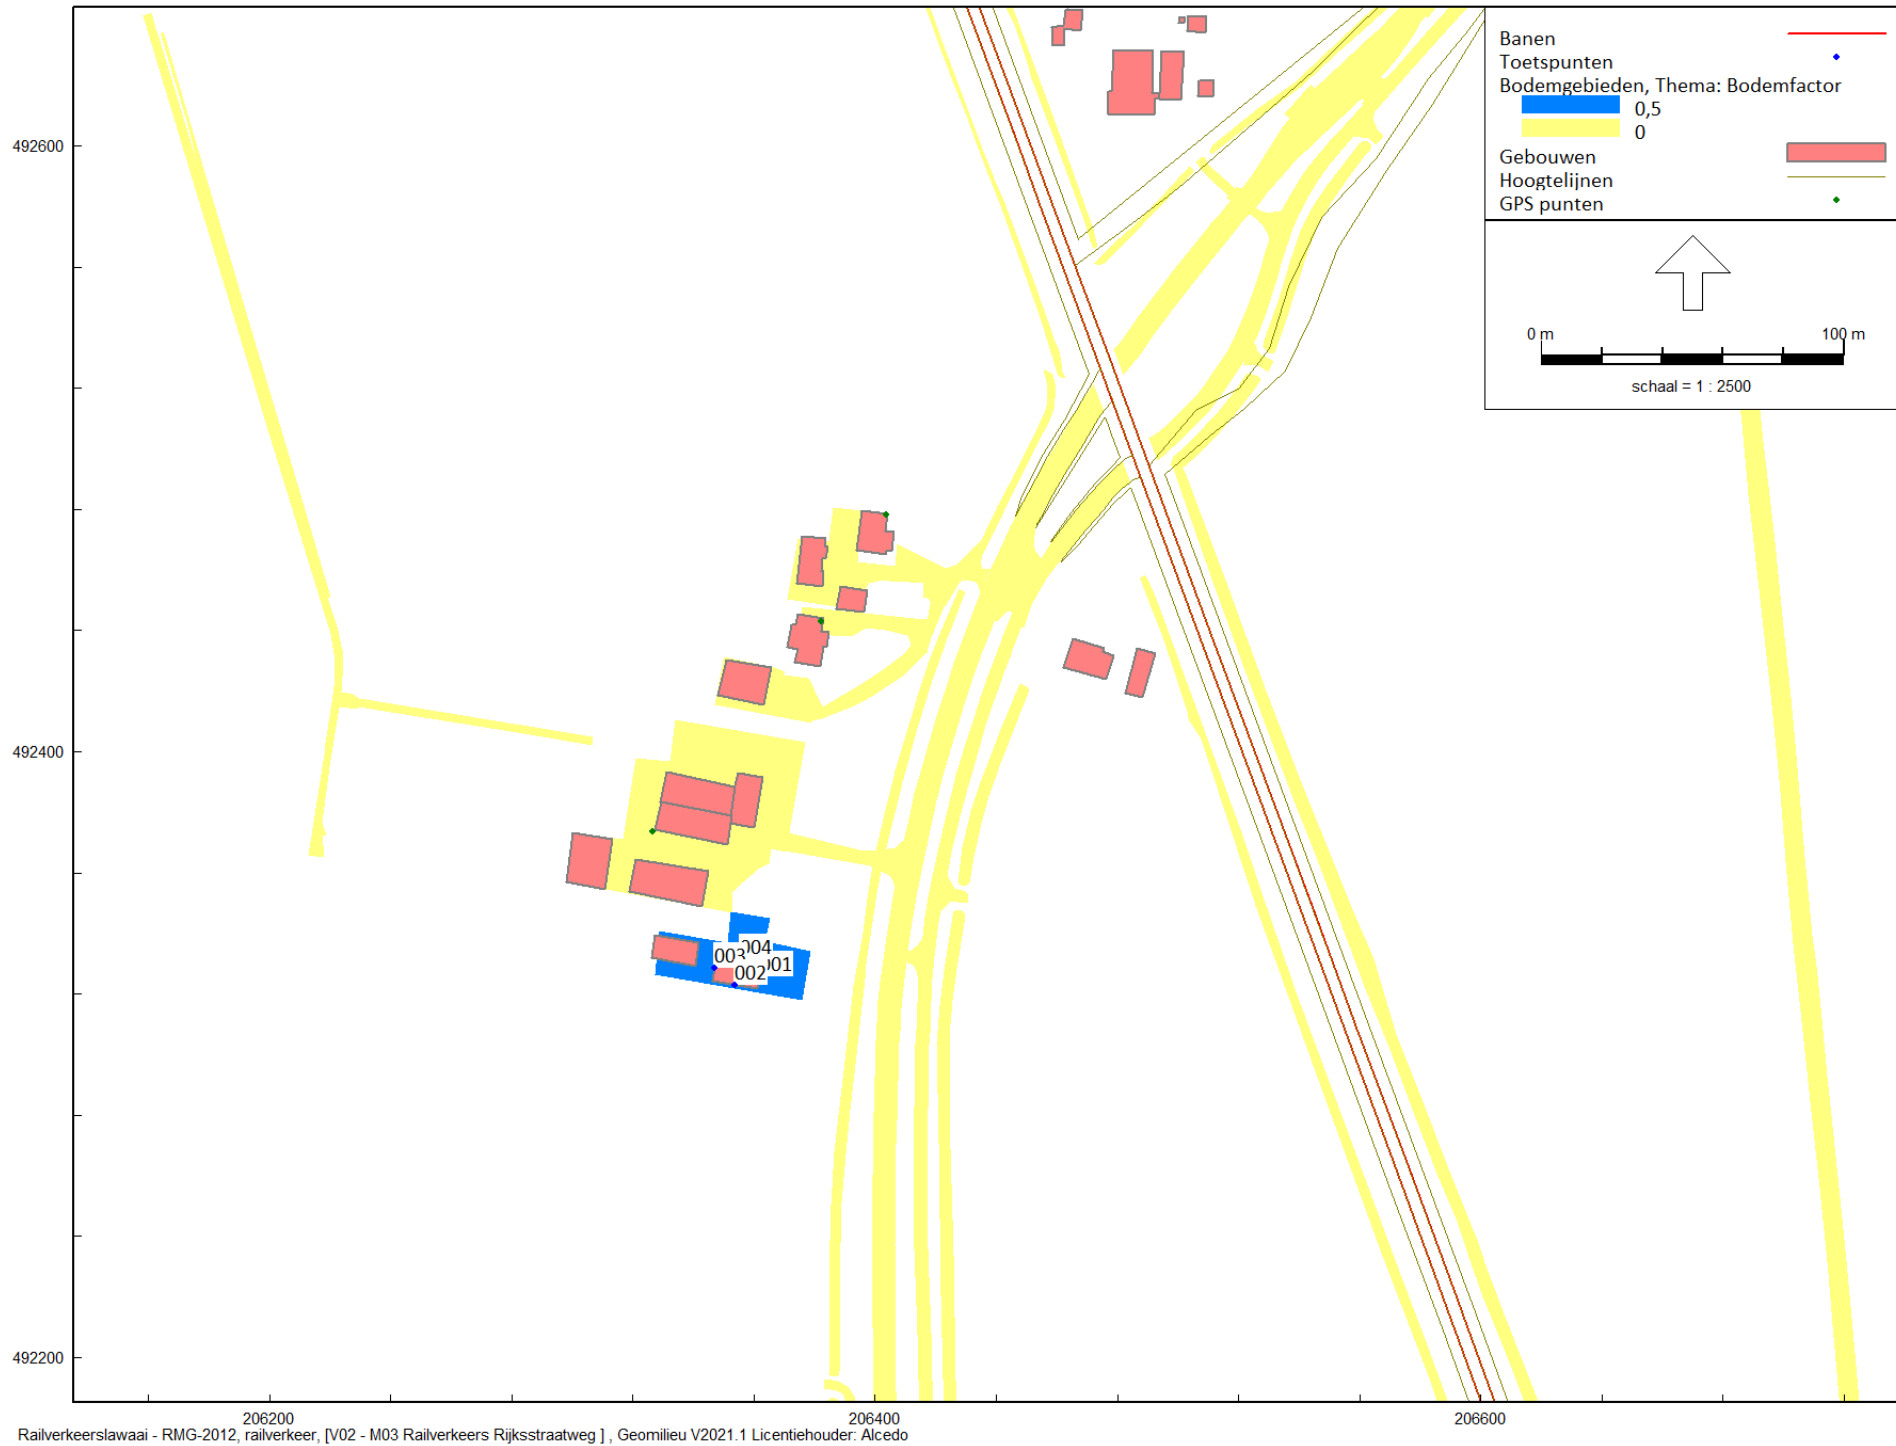 Banen
Toetspunten
Bodemgebieden, Thema: Bodemfactor
0,5
0
Gebouwen
Hoogtelijnen
GPS punten
0 m 100 m
schaal = 1 : 2500
492600
492400
492200
004
003
001
002
206200 206400 206600
Railverkeerslawaai - RMG-2012, railverkeer, [V02 - M03 Railverkeers Rijksstraatweg ] , Geomilieu V2021.1 Licentiehouder: Alcedo